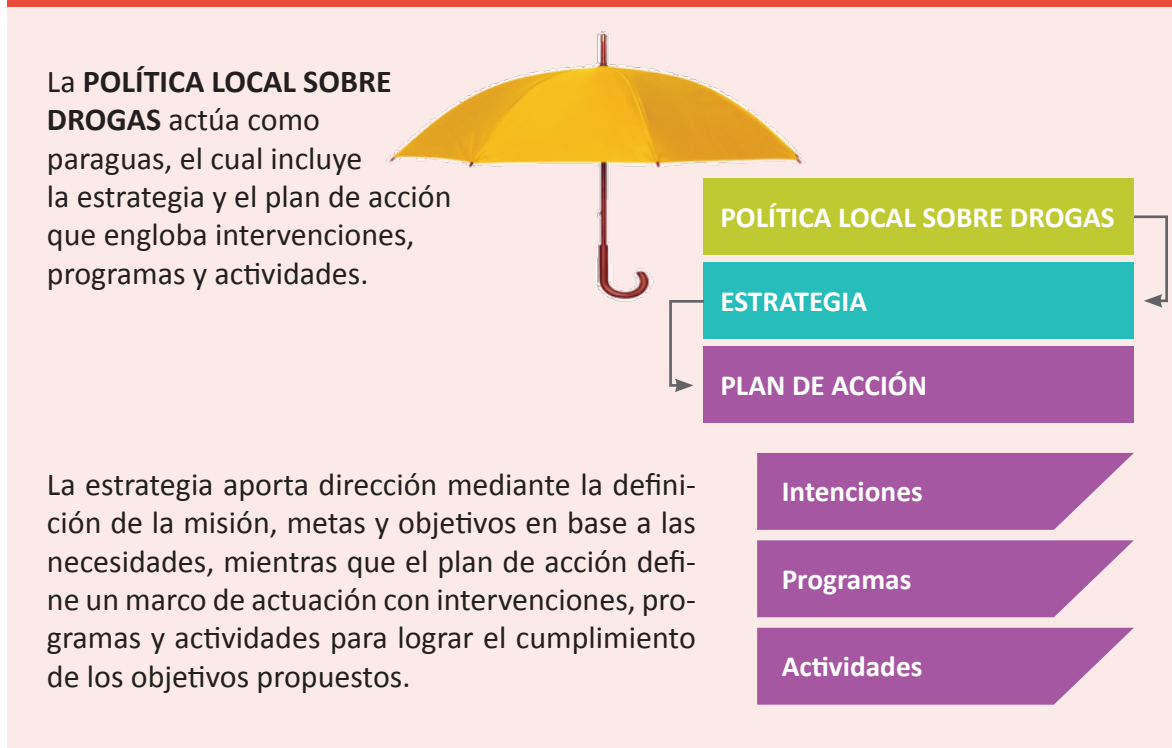 La POLÍTICA LOCAL SOBRE
DROGAS actúa como
paraguas, el cual incluye
la estrategia y el plan de acción
que engloba intervenciones,
programas y actividades.
POLÍTICA LOCAL SOBRE DROGAS
ESTRATEGIA
PLAN DE ACCIÓN
La estrategia aporta dirección mediante la defini-
ción de la misión, metas y objetivos en base a las
necesidades, mientras que el plan de acción defi-
ne un marco de actuación con intervenciones, pro-
gramas y actividades para lograr el cumplimiento
de los objetivos propuestos.
Intenciones
Programas
Actividades